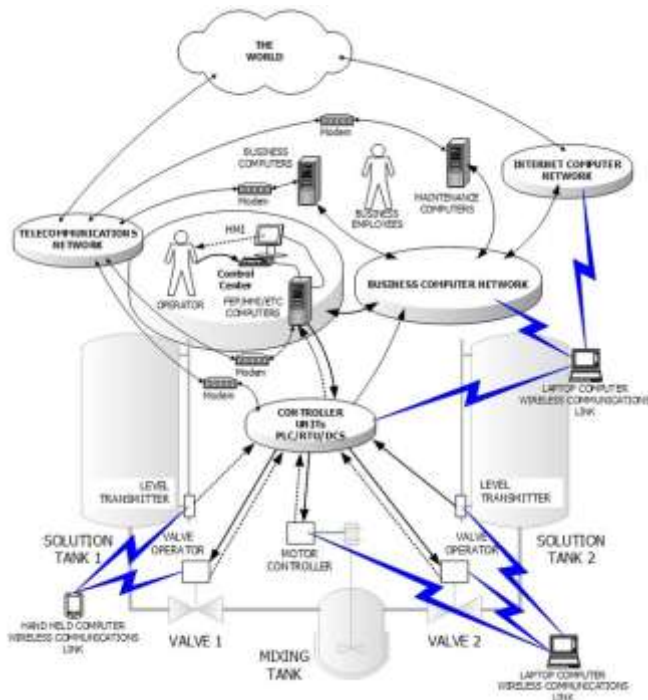 THE
WORLD
Modem
BUSINESS
COMPUTERS
INTERNET COMPUTER
NETWORK
MAINTENANCE
COMPUTERS
Modem
BUSINESS
EMPLOYEES
TELECOMMUNICATIONS
NETWORK
HMI
Control
Center
OPERATOR
FEP/HMI/ETC
COMPUTERS
BUSINESS COMPUTER NETWORK
Modem
Modem
LAPTOP COMPUTER
WIRELESS COMMUNICATIONS
LINK
CONTROLLER
UNITs
PLC/RTU/DCS
LEVEL
TRANSMITTER
LEVEL
TRANSMITTER
SOLUTION
TANK 1
VALVE
OPERATOR
MOTOR
CONTROLLER
VALVE
OPERATOR
SOLUTION
TANK 2
HAND HELD COMPUTER
WIRELESS COMMUNICATIONS
LINK
VALVE 1
MIXING
TANK
VALVE 2
LAPTOP COMPUTER
WIRELESS COMMUNICATIONS
LINK